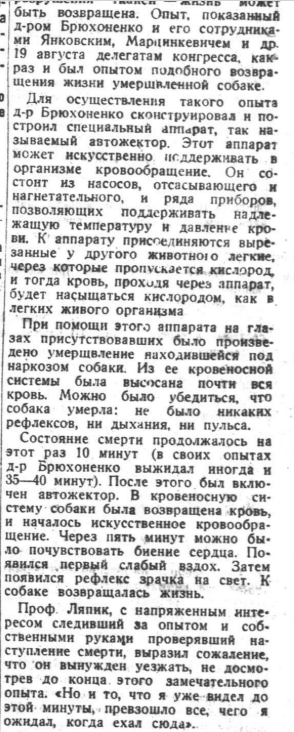 жизнь может
быть возвращена. Опыт, показанный
д-ром Брюхоненко и его сотрудника-
ми Янковским, Марцинкевичем и др.
19 августа делегатам конгресса, как
раз и был опытом подобного возвра-
щения жизни умерщвленной собаке.
Для осуществления такого опыта
д-р Брюхоненко сконструировал и по-
строил специальный аппарат, так на-
зываемый автожектор. Этот аппарат
может искусственно поддерживать в
организме кровообращение. Он со-
стоит из насосов, отсасывающего и
нагнетательного, и ряда приборов,
позволяющих поддерживать надле-
жащую температуру и давление кро-
ви. К аппарату присоединяются выре-
занные у другого животного легкие,
через которые пропускается кислород,
и тогда кровь, проходя через аппарат,
будет насыщаться кислородом, как в
легких живого организма
При помощи этого аппарата на гла-
зах присутствовавших было произве-
дено умерщвление находившейся под
наркозом собаки. Из ее кровеносной
системы была высосана почти вся
кровь. Можно было убедиться, что
собака умерла: не было никаких
рефлексов, ни дыхания, ни пульса.
Состояние смерти продолжалось на
этот раз 10 минут (в своих опытах
д-р Брюхоненко выжидал иногда и
35—40 минут). После этого был вклю-
чен автожектор. В кровеносную си-
стему собаки была возвращена кровь,
и началось искусственное кровообра-
щение. Через пять минут можно бы-
ло почувствовать биение сердца. По-
явился первый слабый вздох. Затем
появился рефлекс зрачка на свет. К
собаке возвращалась жизнь.
Проф. Ляпик, с напряженным инте-
ресом следивший за опытом и соб-
ственными руками проверявший на-
ступление смерти, выразил сожаление,
что он вынужден уезжать, не досмо-
трев до конца этого замечательного
опыта. «Но и то, что я уже видел до
этой минуты, превзошло все, чего я
ожидал, когда ехал сюда».